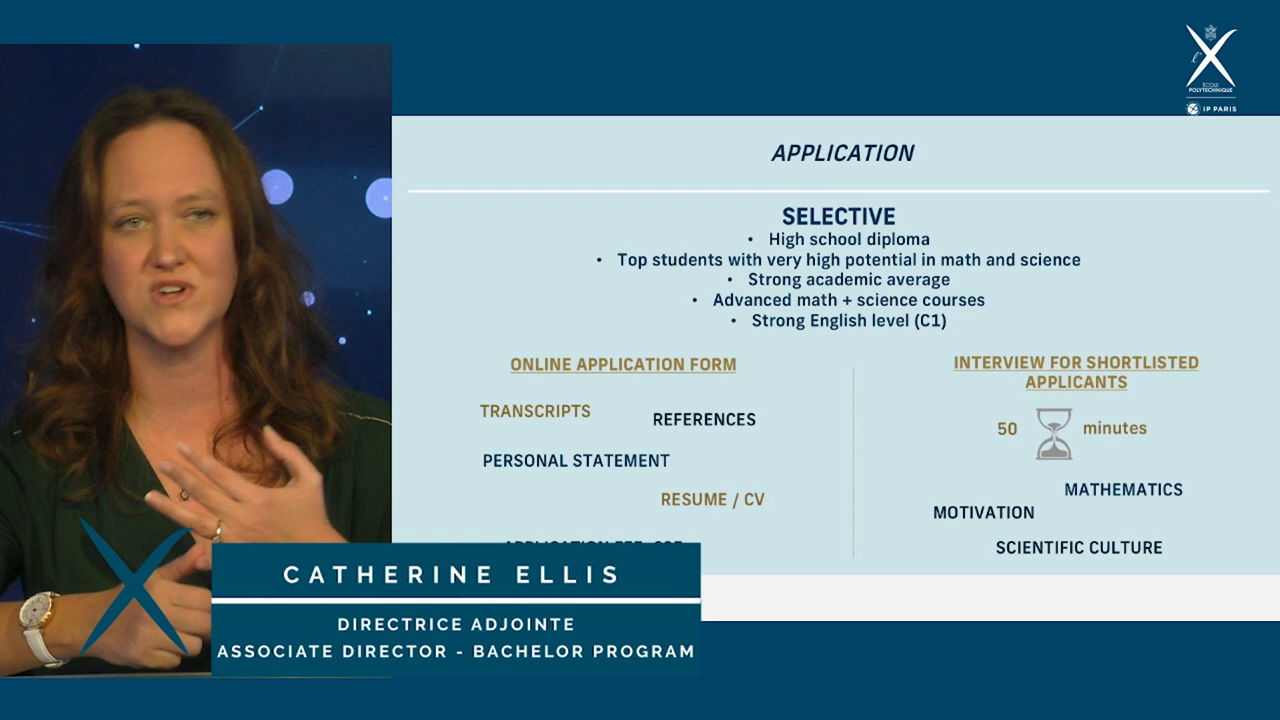 ÉCOLE
POLYTECHNIQUE
IP PARIS
APPLICATION
SELECTIVE
• High school diploma
• Top students with very high potential in math and science
• Strong academic average
• Advanced math + science courses
• Strong English level (C1)
ONLINE APPLICATION FORM
TRANSCRIPTS
REFERENCES
PERSONAL STATEMENT
RESUME / CV
INTERVIEW FOR SHORTLISTED
APPLICANTS
50 minutes
MATHEMATICS
MOTIVATION
SCIENTIFIC CULTURE
CATHERINE ELLIS
DIRECTRICE ADJOINTE
ASSOCIATE DIRECTOR - BACHELOR PROGRAM